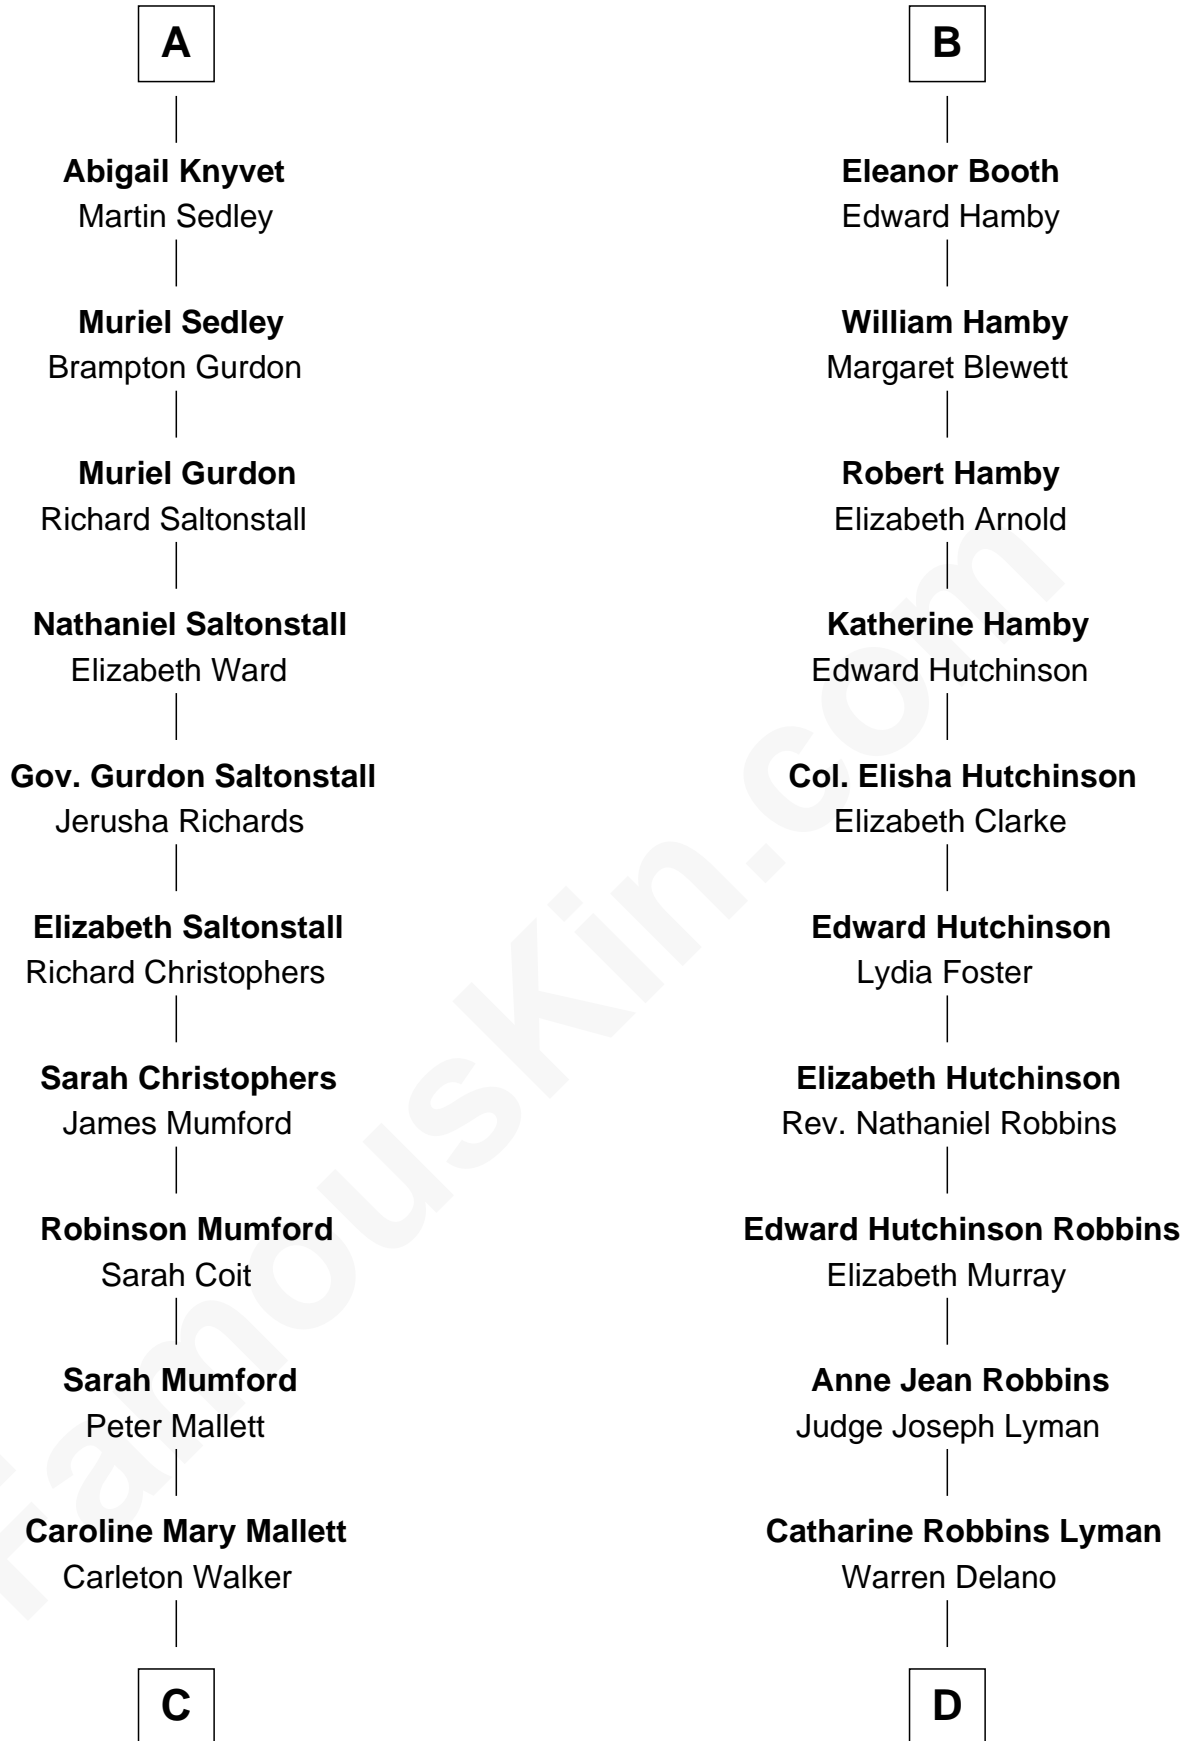 A
Abigail Knyvet
Martin Sedley
Muriel Sedley
Brampton Gurdon
Muriel Gurdon
Richard Saltonstall
Nathaniel Saltonstall
Elizabeth Ward
Gov. Gurdon Saltonstall
Jerusha Richards
Elizabeth Saltonstall
Richard Christophers
Sarah Christophers
James Mumford
Robinson Mumford
Sarah Coit
Sarah Mumford
Peter Mallett
Caroline Mary Mallett
Carleton Walker
C
B
Eleanor Booth
Edward Hamby
William Hamby
Margaret Blewett
Robert Hamby
Elizabeth Arnold
Katherine Hamby
Edward Hutchinson
Col. Elisha Hutchinson
Elizabeth Clarke
Edward Hutchinson
Lydia Foster
Elizabeth Hutchinson
Rev. Nathaniel Robbins
Edward Hutchinson Robbins
Elizabeth Murray
Anne Jean Robbins
Judge Joseph Lyman
Catharine Robbins Lyman
Warren Delano
D
FamousKin.com